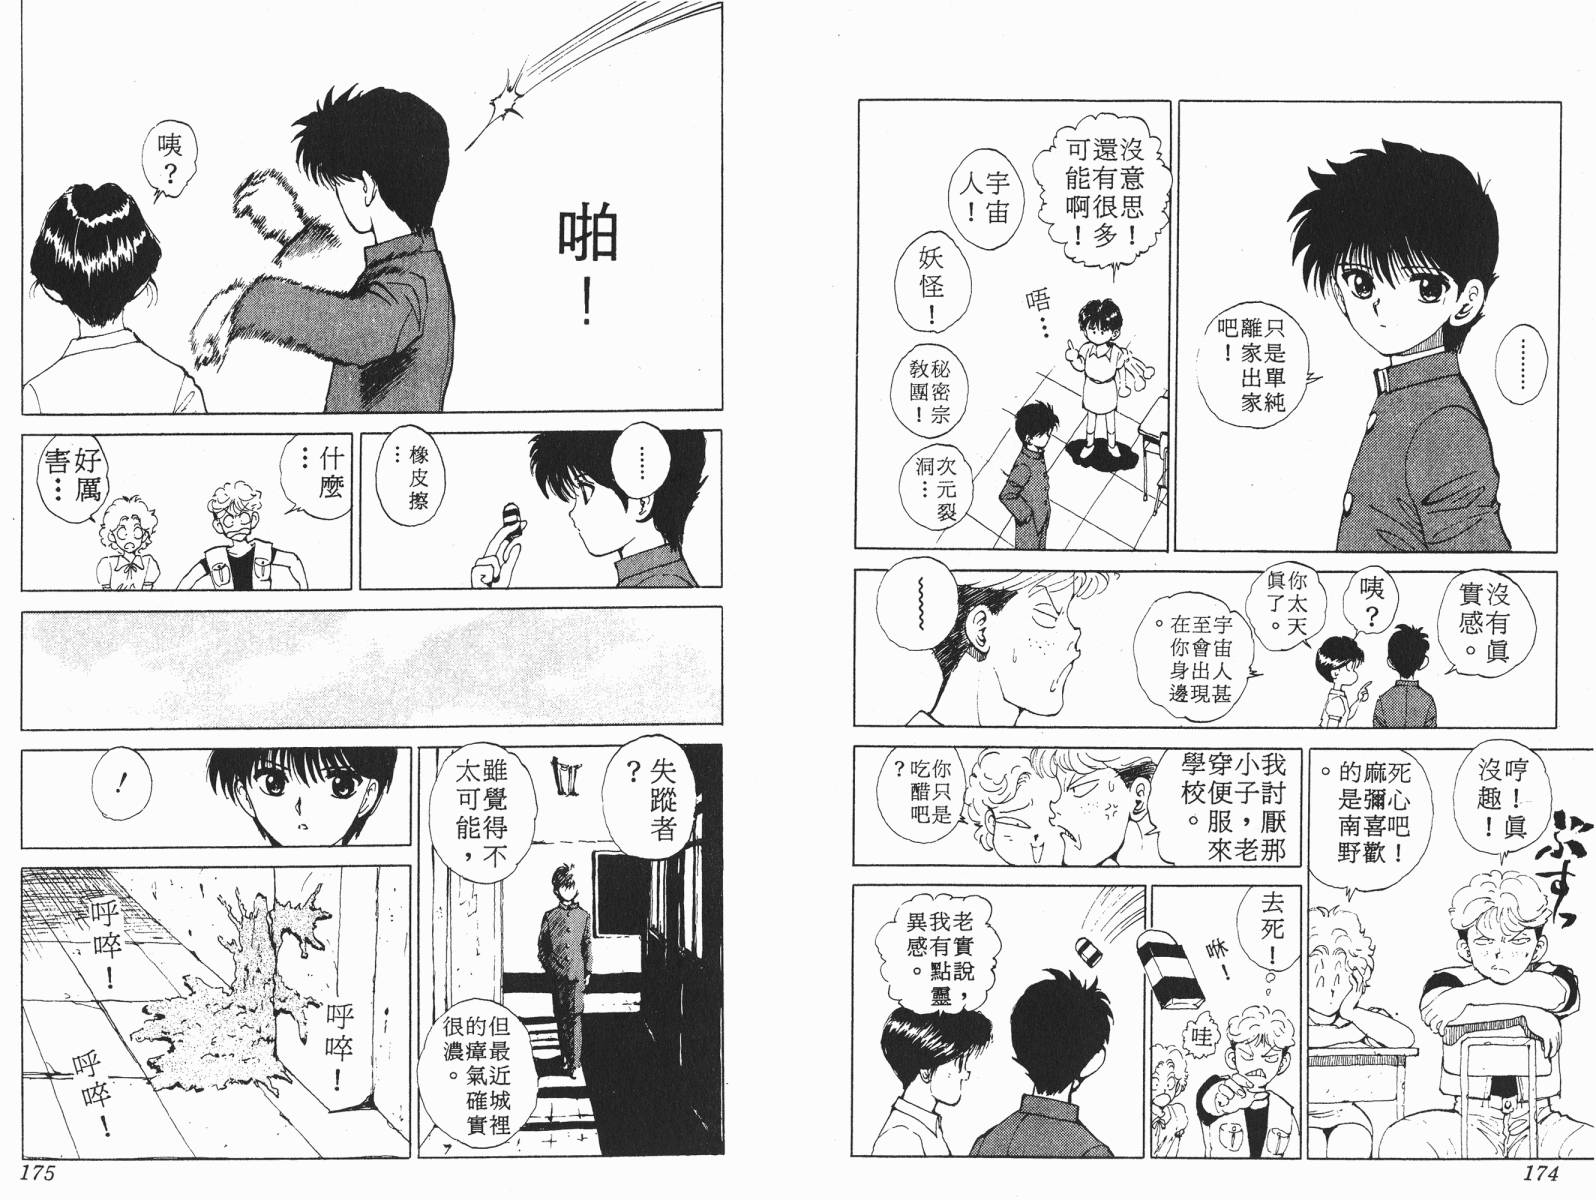 ……
只是單純
離家出家
吧！
沒意思！
還有很多
可能啊！
宇宙
人！
妖怪！
秘密宗
教團！
次元裂
洞…
唔…
沒有眞
實感。
咦？
你太天
眞了。
宇宙人甚
至會出現
在你身邊
。
哼！眞
沒趣！
ぶすっ
死心吧！
麻彌喜歡
的是南野
。
我討厭那
小子，老
穿便服來
學校。
你只是
吃醋吧
？
去死！
咻！
哇
老實說，
我有點靈
異感。
174
啪！
咦？
……
橡皮擦
…
什麼
…
好厲
害…
失蹤者
？
雖覺得不
太可能，
但最近城裡
的瘴氣確實
很濃。
！
呼啐！
呼啐！
呼啐！
175